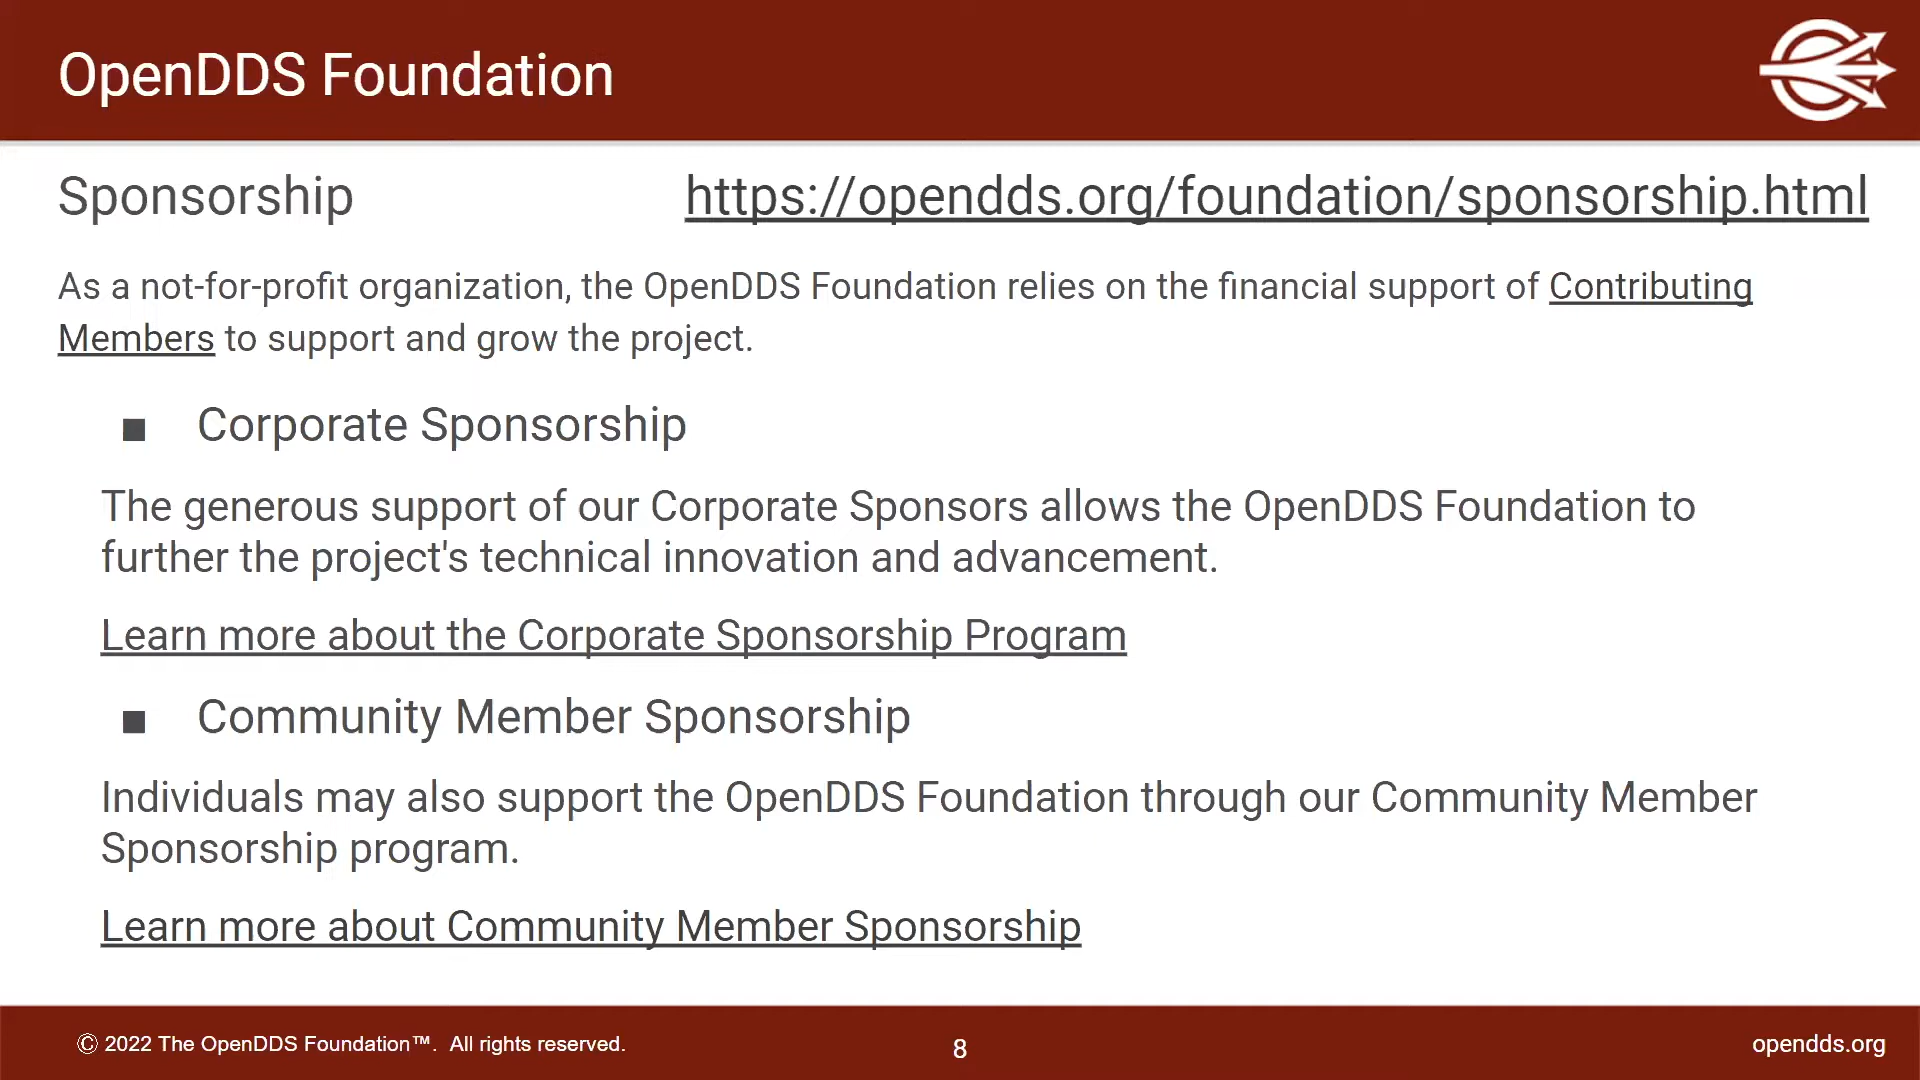 OpenDDS Foundation
Sponsorship https://opendds.org/foundation/sponsorship.html
As a not-for-profit organization, the OpenDDS Foundation relies on the financial support of Contributing
Members to support and grow the project.
■ Corporate Sponsorship
The generous support of our Corporate Sponsors allows the OpenDDS Foundation to
further the project's technical innovation and advancement.
Learn more about the Corporate Sponsorship Program
■ Community Member Sponsorship
Individuals may also support the OpenDDS Foundation through our Community Member
Sponsorship program.
Learn more about Community Member Sponsorship
© 2022 The OpenDDS Foundation™. All rights reserved. 8 opendds.org